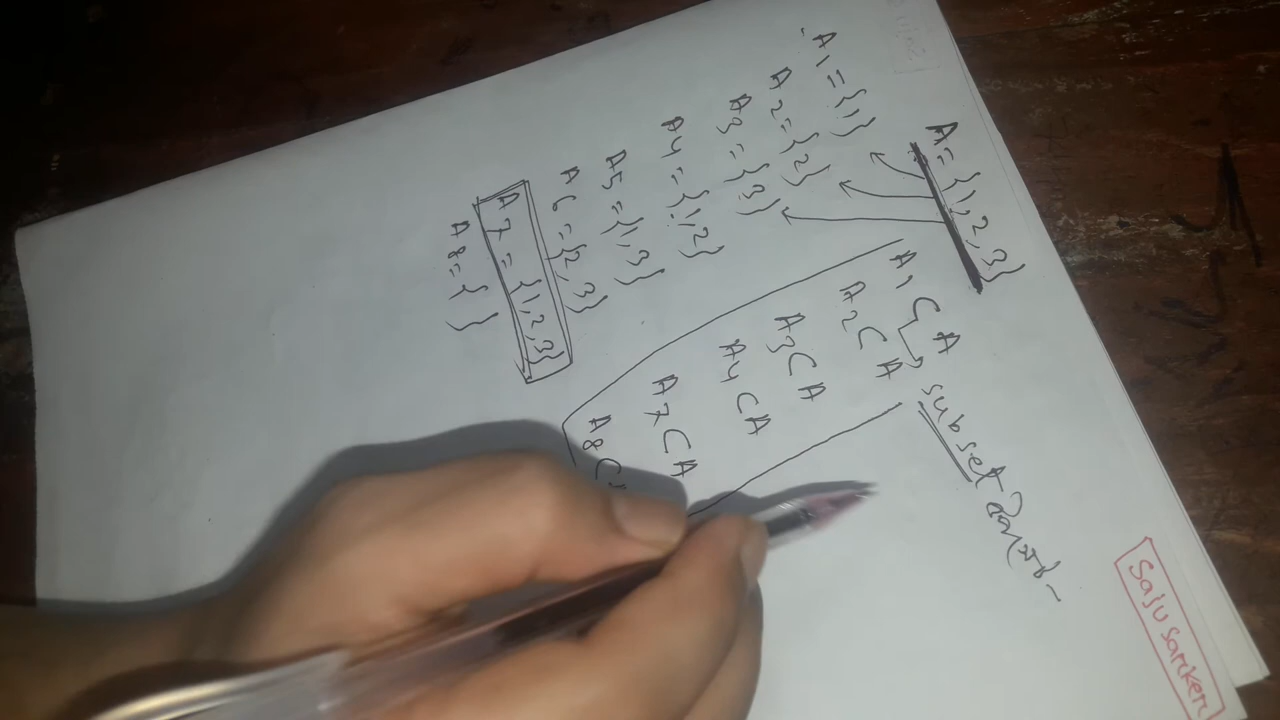 A = {1, 2, 3}
A1 = {1}
A2 = {2}
A3 = {3}
A4 = {1, 2}
A5 = {1, 3}
A6 = {2, 3}
A7 = {1, 2, 3}
A8 = { }
A1 ⊂ A
subset
A2 ⊂ A
A3 ⊂ A
A4 ⊂ A
A7 ⊂ A
A8 ⊂
Saju Sarker